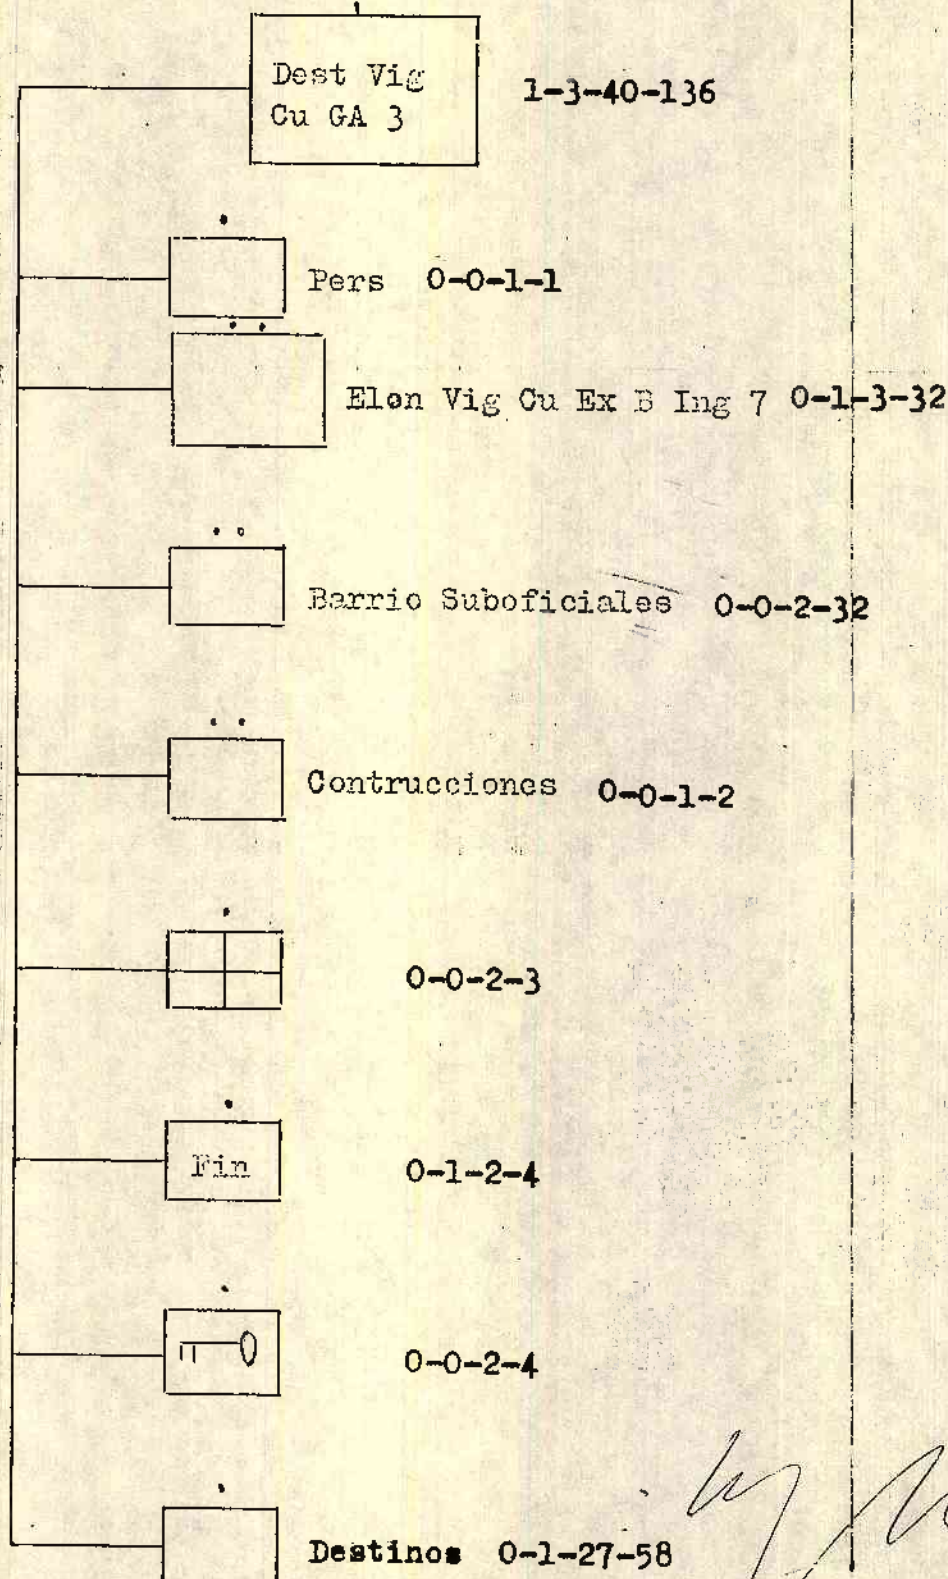 Dest Vig
Cu GA 3
1-3-40-136
Pers 0-0-1-1
Elon Vig Cu Ex B Ing 7 0-1-3-32
Barrio Suboficiales 0-0-2-32
Contrucciones 0-0-1-2
0-0-2-3
Fin 0-1-2-4
0-0-2-4
Destinos 0-1-27-58